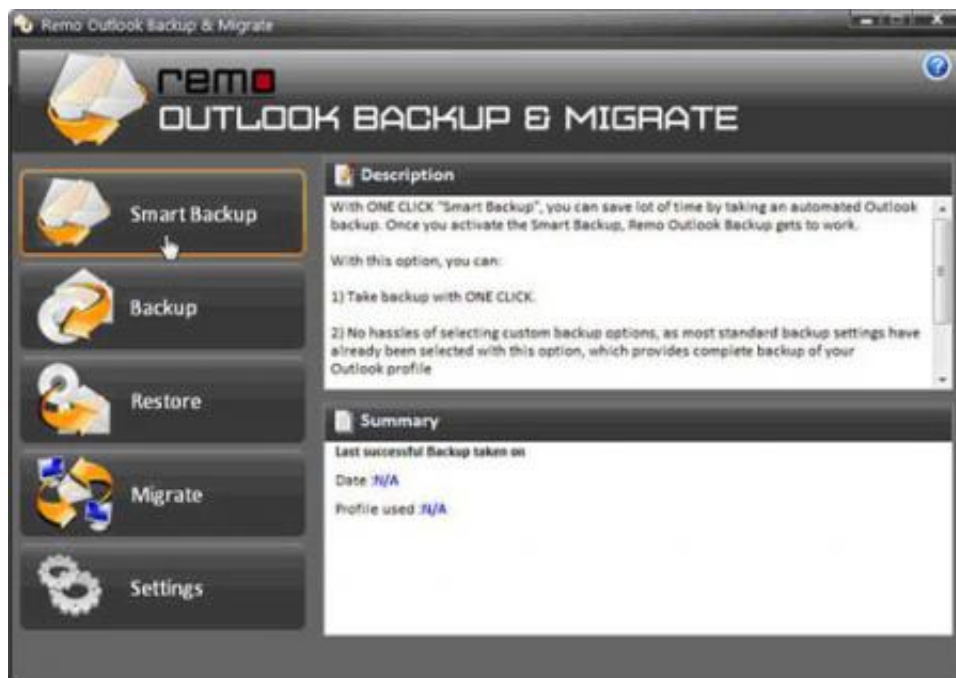 Remo Outlook Backup & Migrate
remo
OUTLOOK BACKUP & MIGRATE
Smart Backup
Backup
Restore
Migrate
Settings
Description
With ONE CLICK "Smart Backup", you can save lot of time by taking an automated Outlook
backup. Once you activate the Smart Backup, Remo Outlook Backup gets to work.
With this option, you can:
1) Take backup with ONE CLICK.
2) No hassles of selecting custom backup options, as most standard backup settings have
already been selected with this option, which provides complete backup of your
Outlook profile
Summary
Last successful Backup taken on
Date :N/A
Profile used :N/A